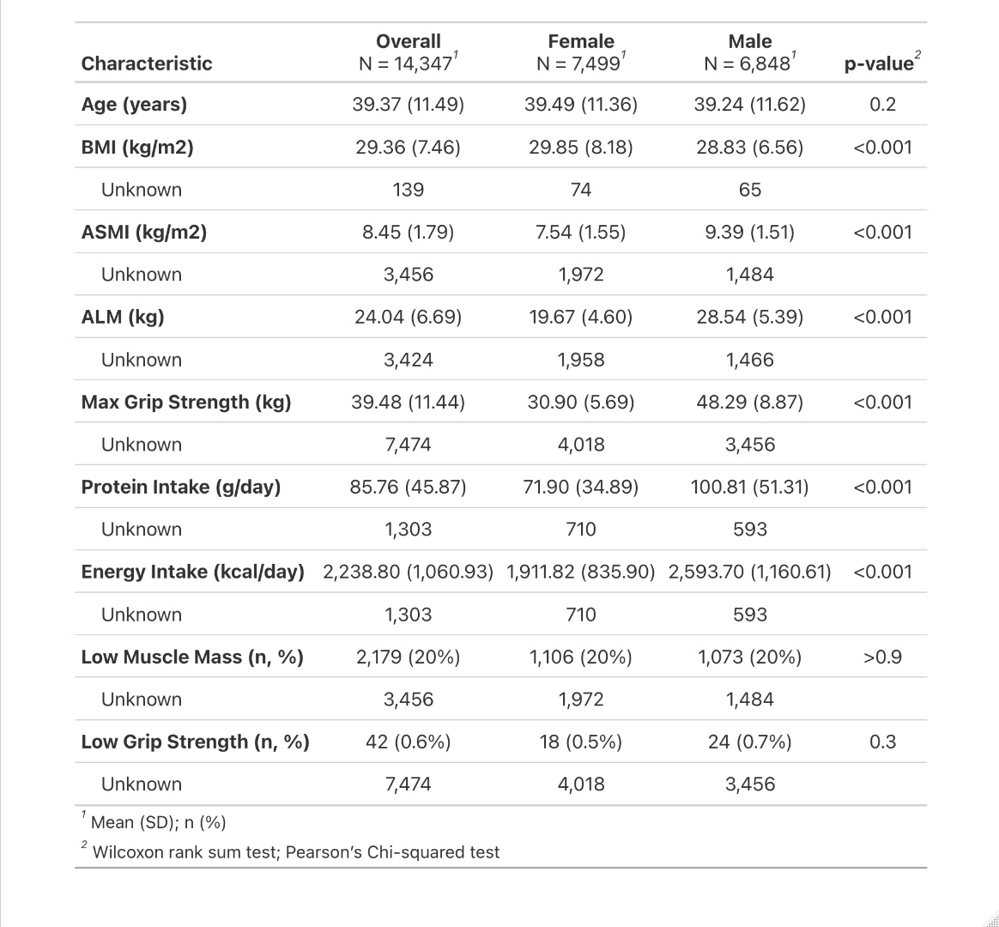 Characteristic Overall N = 14,347¹ Female N = 7,499¹ Male N = 6,848¹ p-value²
Age (years) 39.37 (11.49) 39.49 (11.36) 39.24 (11.62) 0.2
BMI (kg/m2) 29.36 (7.46) 29.85 (8.18) 28.83 (6.56) <0.001
Unknown 139 74 65
ASMI (kg/m2) 8.45 (1.79) 7.54 (1.55) 9.39 (1.51) <0.001
Unknown 3,456 1,972 1,484
ALM (kg) 24.04 (6.69) 19.67 (4.60) 28.54 (5.39) <0.001
Unknown 3,424 1,958 1,466
Max Grip Strength (kg) 39.48 (11.44) 30.90 (5.69) 48.29 (8.87) <0.001
Unknown 7,474 4,018 3,456
Protein Intake (g/day) 85.76 (45.87) 71.90 (34.89) 100.81 (51.31) <0.001
Unknown 1,303 710 593
Energy Intake (kcal/day) 2,238.80 (1,060.93) 1,911.82 (835.90) 2,593.70 (1,160.61) <0.001
Unknown 1,303 710 593
Low Muscle Mass (n, %) 2,179 (20%) 1,106 (20%) 1,073 (20%) >0.9
Unknown 3,456 1,972 1,484
Low Grip Strength (n, %) 42 (0.6%) 18 (0.5%) 24 (0.7%) 0.3
Unknown 7,474 4,018 3,456
¹ Mean (SD); n (%)
² Wilcoxon rank sum test; Pearson's Chi-squared test